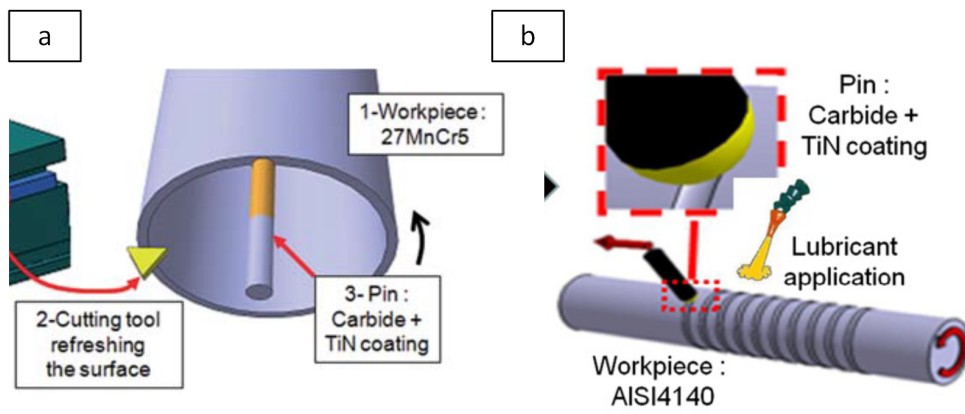 a
1-Workpiece :
27MnCr5
2-Cutting tool
refreshing
the surface
3- Pin :
Carbide +
TiN coating
b
Pin :
Carbide +
TiN coating
Lubricant
application
Workpiece :
AISI4140